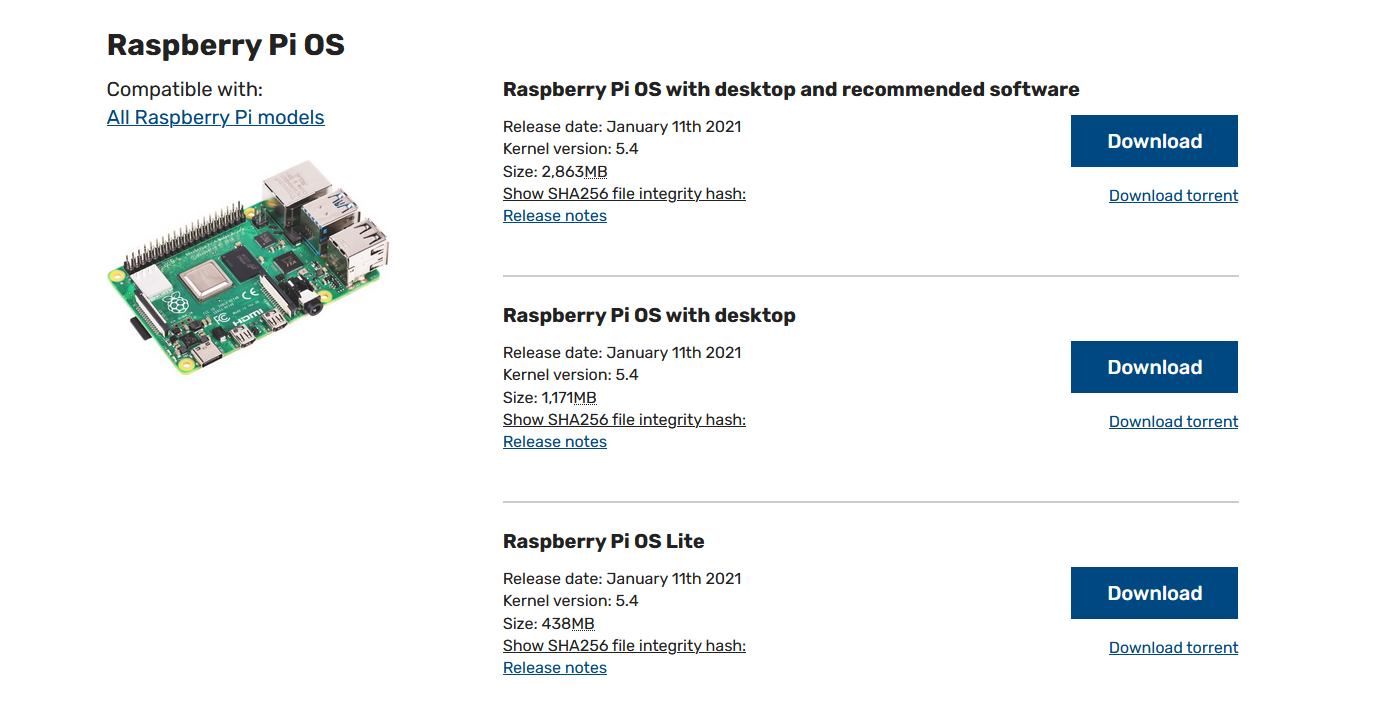 Raspberry Pi OS
Compatible with:
All Raspberry Pi models
Raspberry Pi OS with desktop and recommended software
Release date: January 11th 2021
Kernel version: 5.4
Size: 2,863MB
Show SHA256 file integrity hash:
Release notes
Download
Download torrent
Raspberry Pi OS with desktop
Release date: January 11th 2021
Kernel version: 5.4
Size: 1,171MB
Show SHA256 file integrity hash:
Release notes
Download
Download torrent
Raspberry Pi OS Lite
Release date: January 11th 2021
Kernel version: 5.4
Size: 438MB
Show SHA256 file integrity hash:
Release notes
Download
Download torrent
HDMI
FC CE